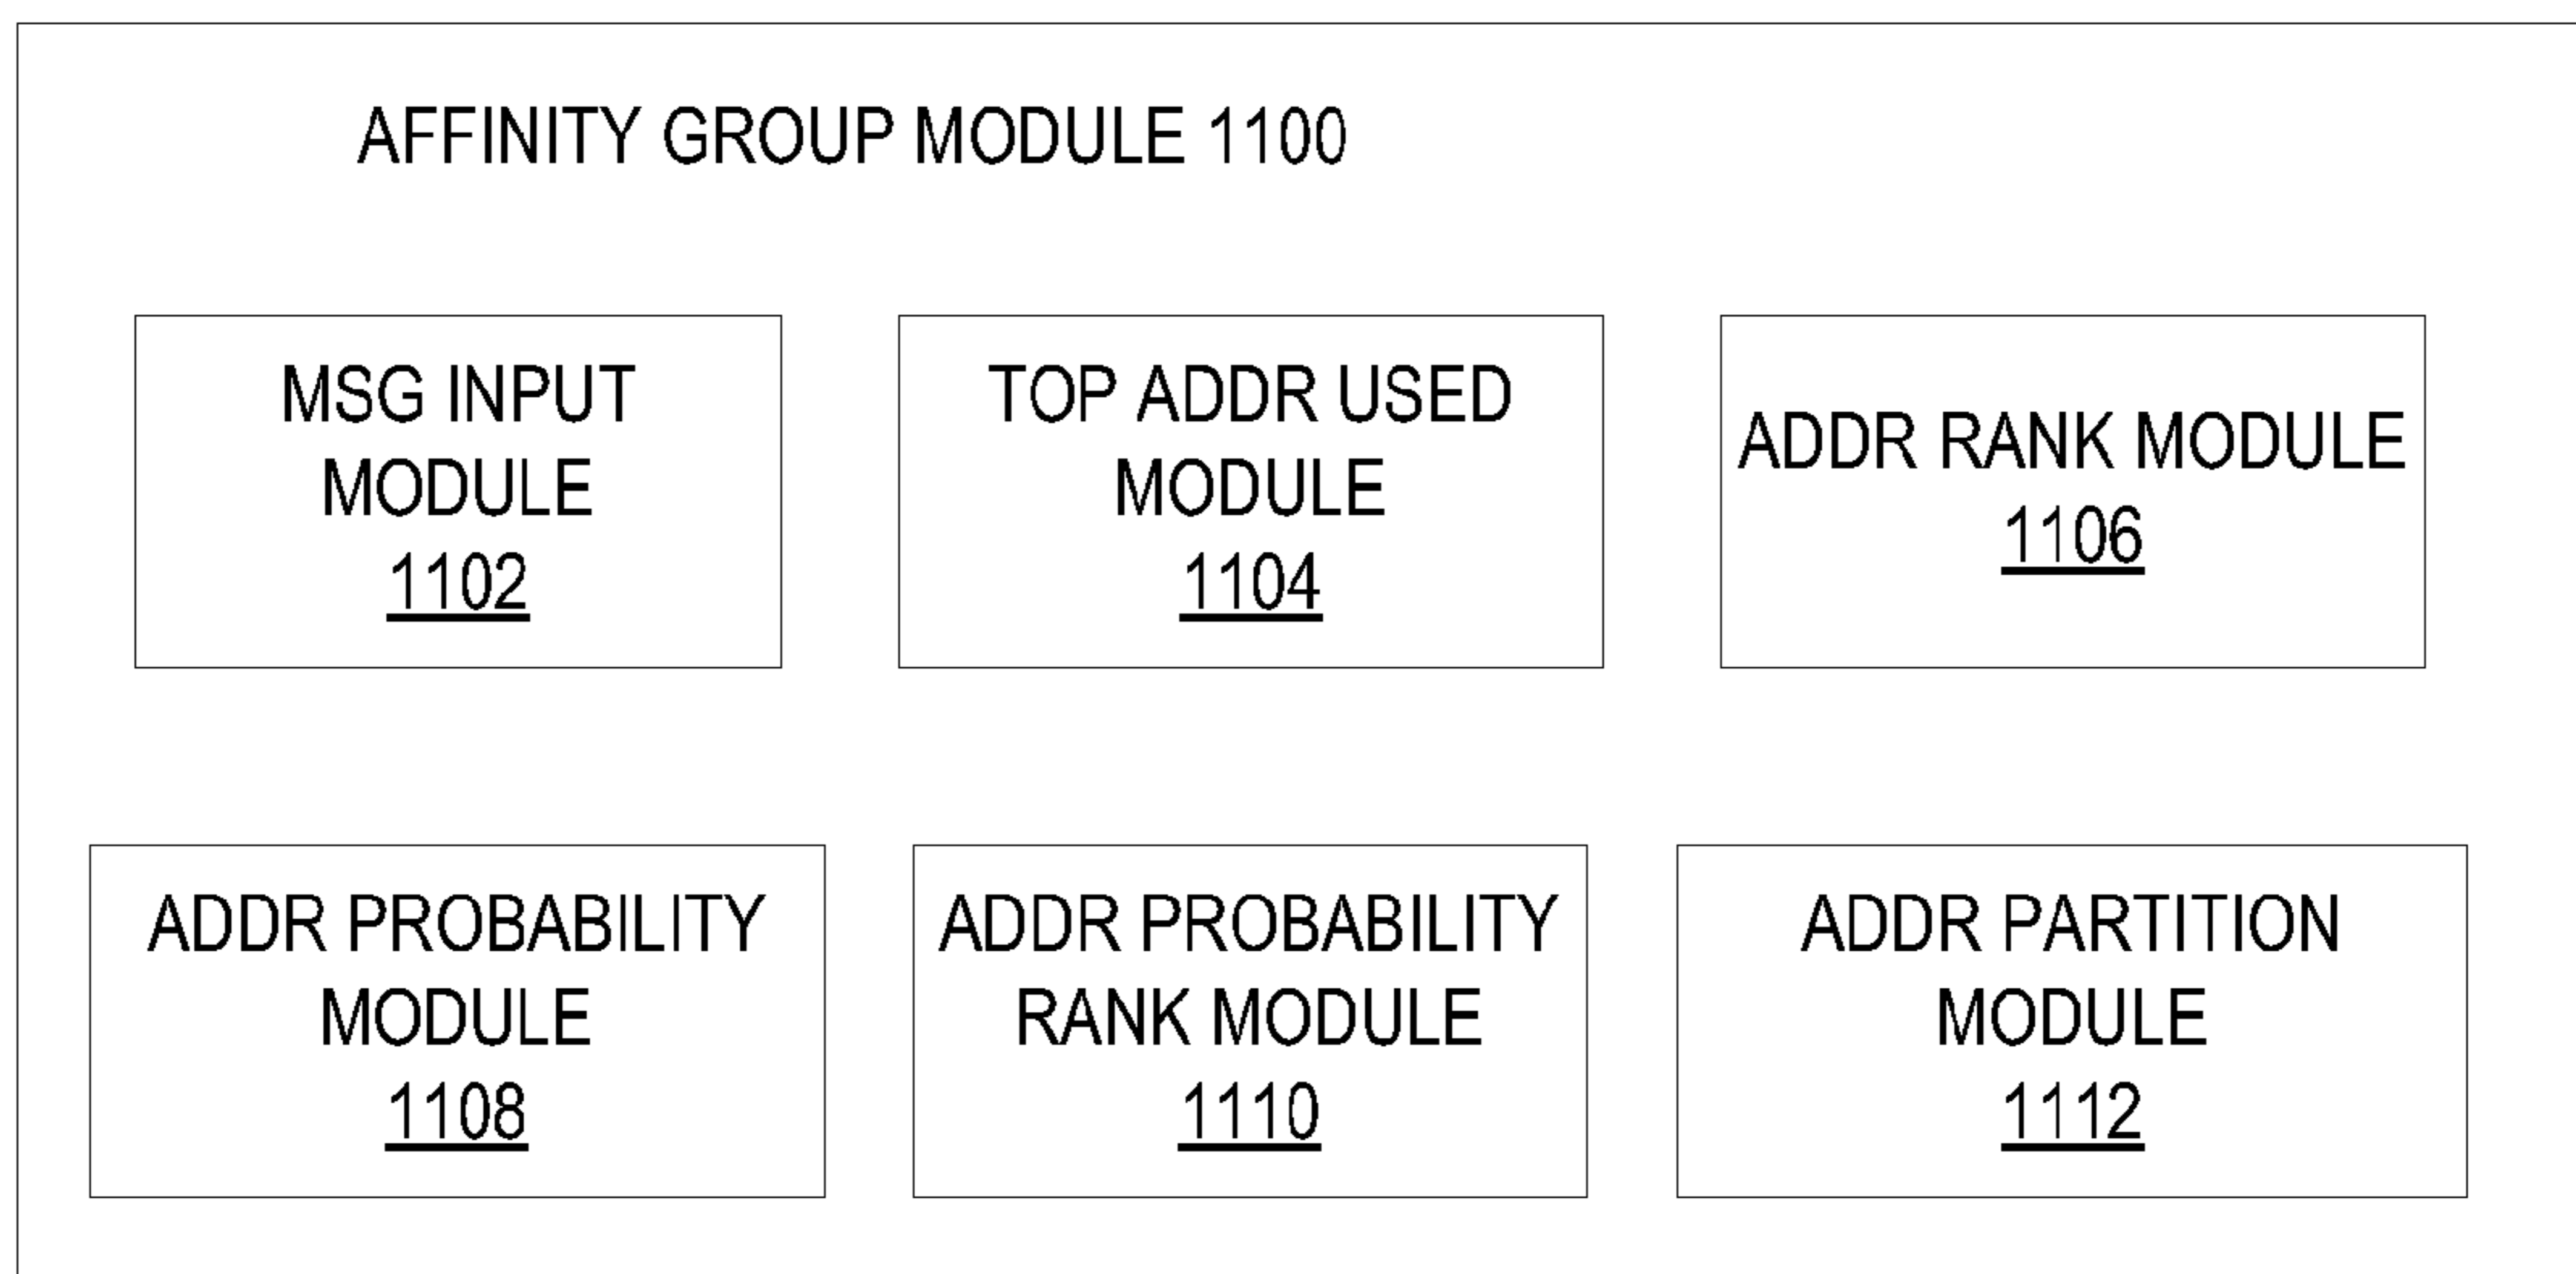 AFFINITY GROUP MODULE 1100
MSG INPUT
MODULE
1102
TOP ADDR USED
MODULE
1104
ADDR RANK MODULE
1106
ADDR PROBABILITY
MODULE
1108
ADDR PROBABILITY
RANK MODULE
1110
ADDR PARTITION
MODULE
1112